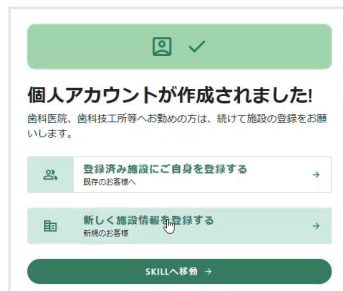 個人アカウントが作成されました!
歯科医院、歯科技工所等へお勤めの方は、続けて施設の登録をお願
いします。
登録済み施設にご自身を登録する
既存のお客様へ
新しく施設情報を登録する
新規のお客様
SKILLへ移動 →